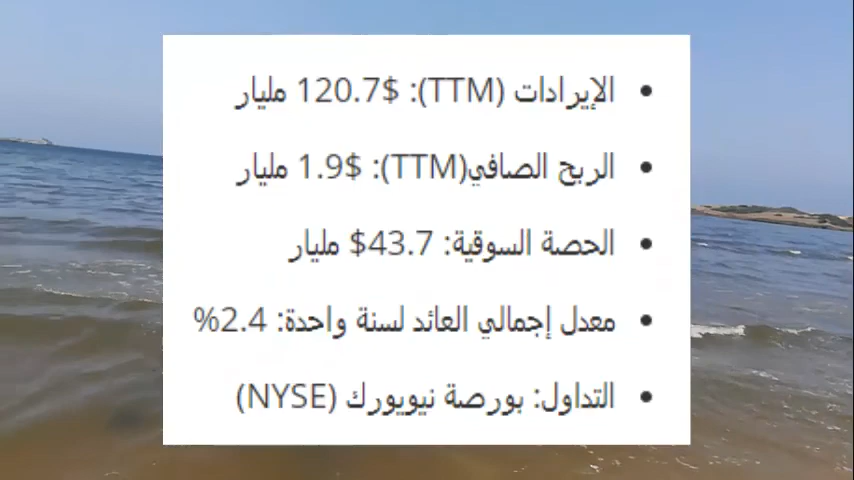 الإيرادات (TTM): $120.7 مليار
الربح الصافي(TTM): $1.9 مليار
الحصة السوقية: 43.7$ مليار
معدل إجمالي العائد لسنة واحدة: 2.4%
التداول: بورصة نيويورك (NYSE)